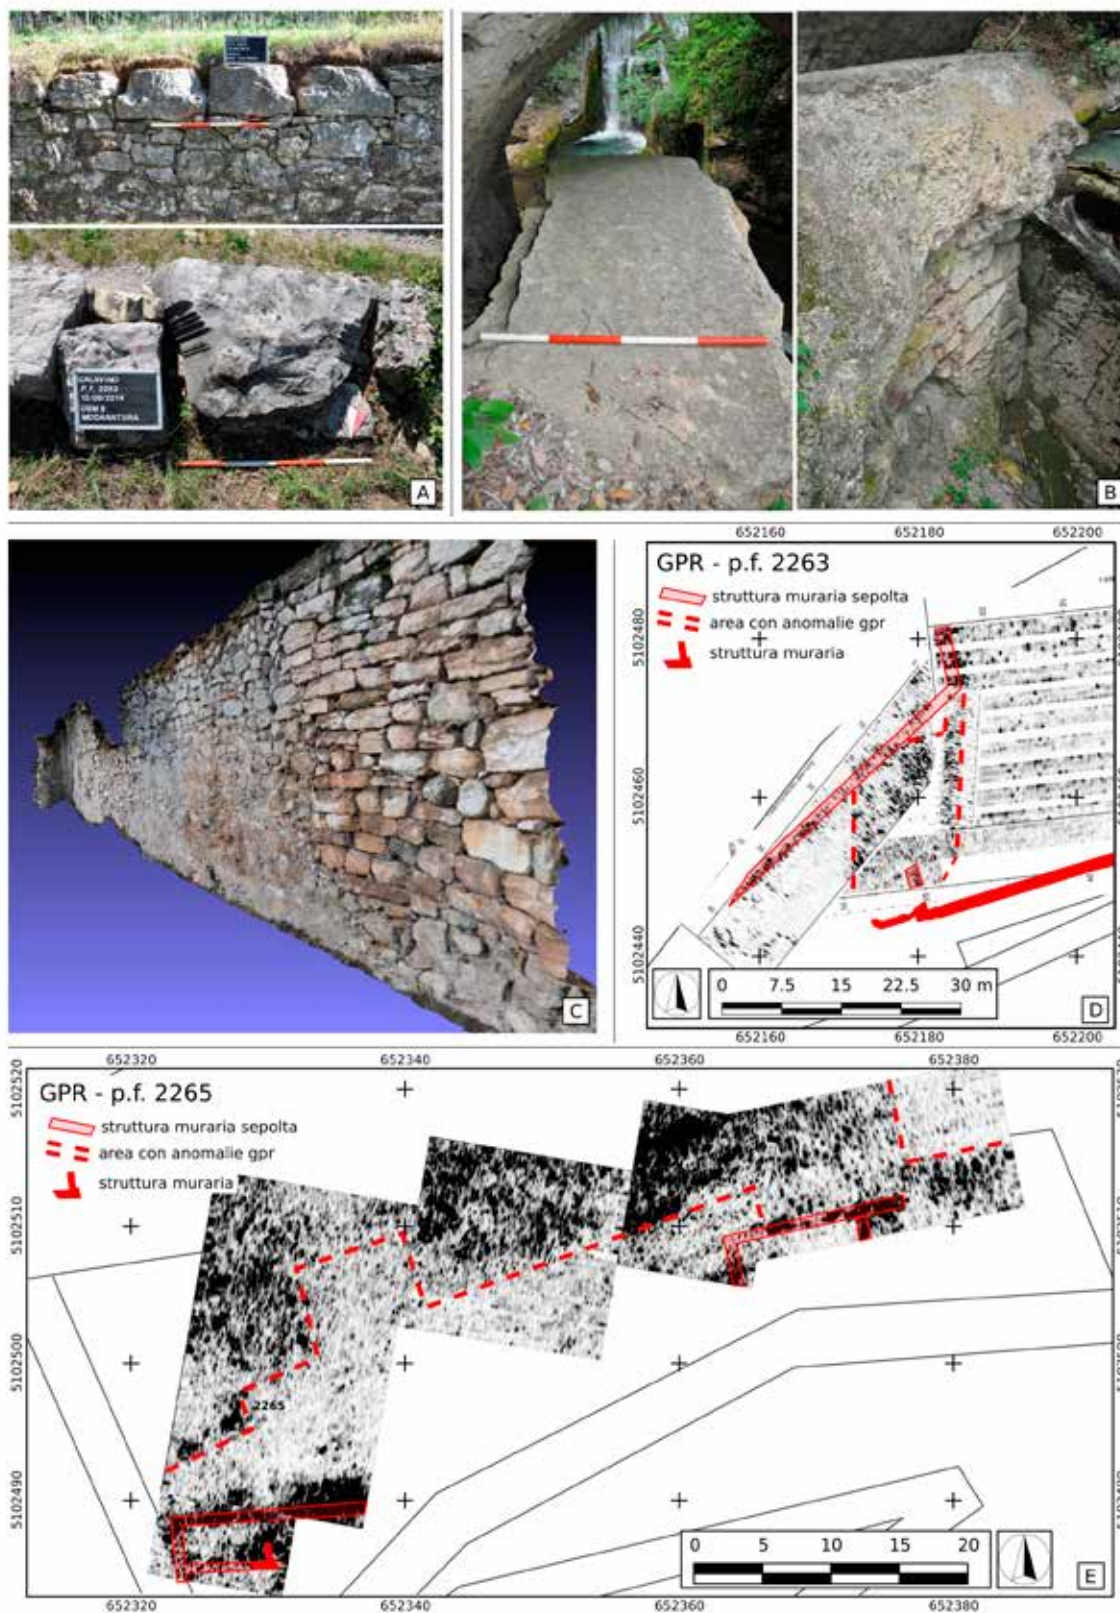 CALAVINO
P.F. 2263
MODANATURA
A
B
C
652160 652180 652200
GPR - p.f. 2263
struttura muraria sepolta
area con anomalie gpr
struttura muraria
5102480
5102460
5102440
0 7.5 15 22.5 30 m
D
652160 652180 652200
652320 652340 652360 652380
5102520
GPR - p.f. 2265
struttura muraria sepolta
area con anomalie gpr
struttura muraria
5102510
5102500
2265
5102490
0 5 10 15 20
E
652320 652340 652360 652380